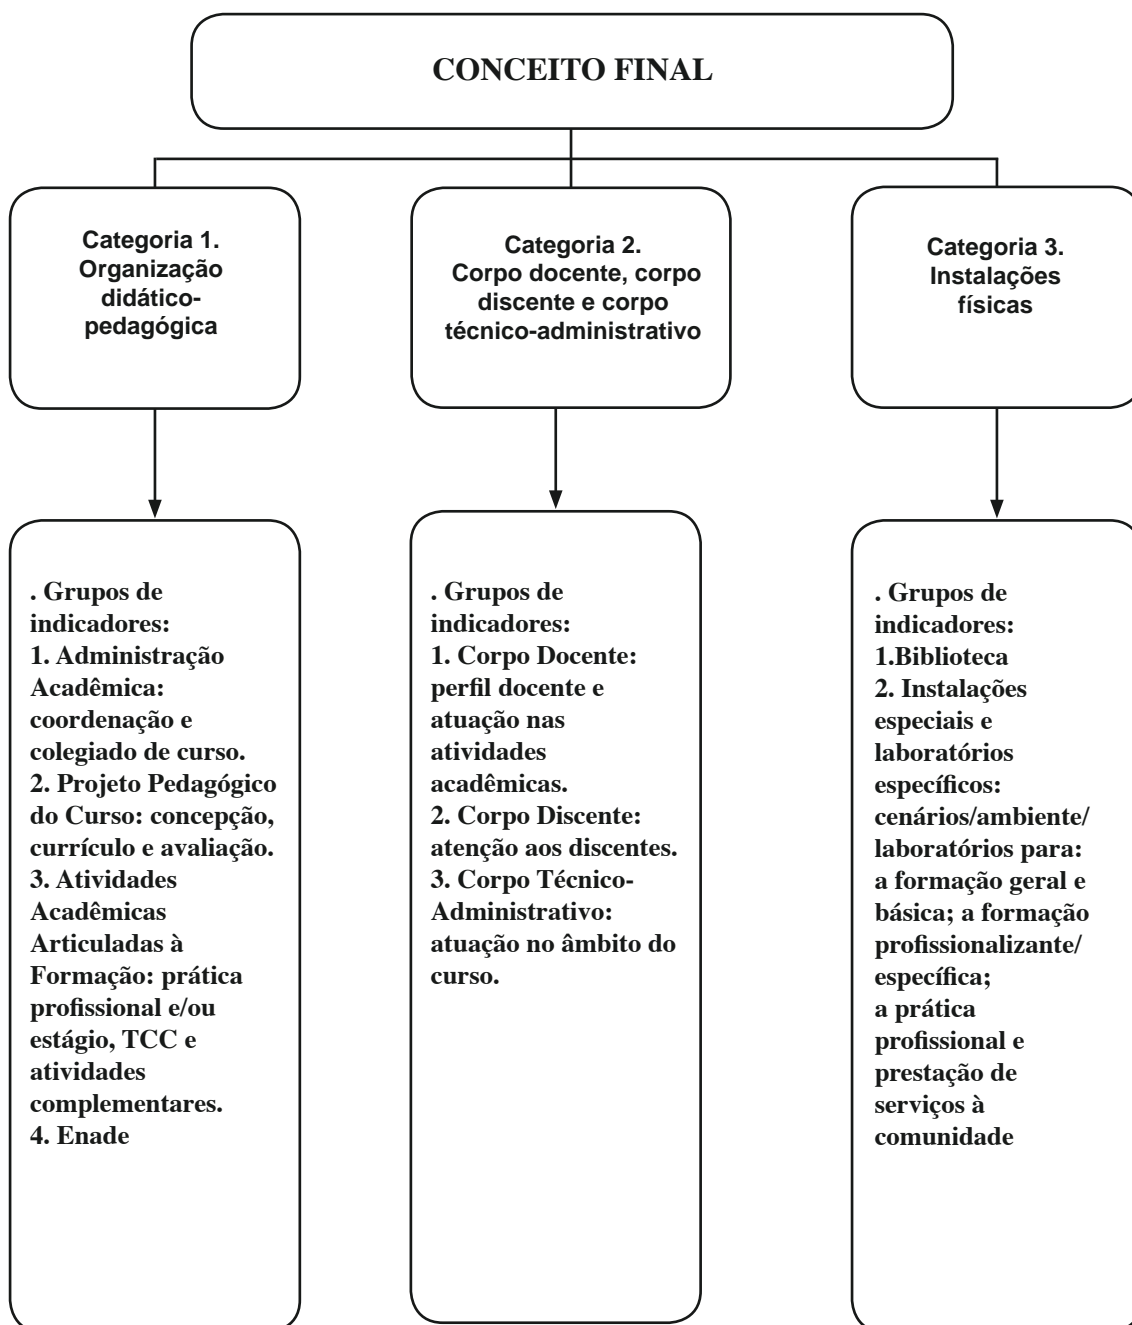 CONCEITO FINAL
Categoria 1.
Organização
didático-
pedagógica
Categoria 2.
Corpo docente, corpo
discente e corpo
técnico-administrativo
Categoria 3.
Instalações
físicas
. Grupos de
indicadores:
1. Administração
Acadêmica:
coordenação e
colegiado de curso.
2. Projeto Pedagógico
do Curso: concepção,
currículo e avaliação.
3. Atividades
Acadêmicas
Articuladas à
Formação: prática
profissional e/ou
estágio, TCC e
atividades
complementares.
4. Enade
. Grupos de
indicadores:
1. Corpo Docente:
perfil docente e
atuação nas
atividades
acadêmicas.
2. Corpo Discente:
atenção aos discentes.
3. Corpo Técnico-
Administrativo:
atuação no âmbito do
curso.
. Grupos de
indicadores:
1.Biblioteca
2. Instalações
especiais e
laboratórios
específicos:
cenários/ambiente/
laboratórios para:
a formação geral e
básica; a formação
profissionalizante/
específica;
a prática
profissional e
prestação de
serviços à
comunidade